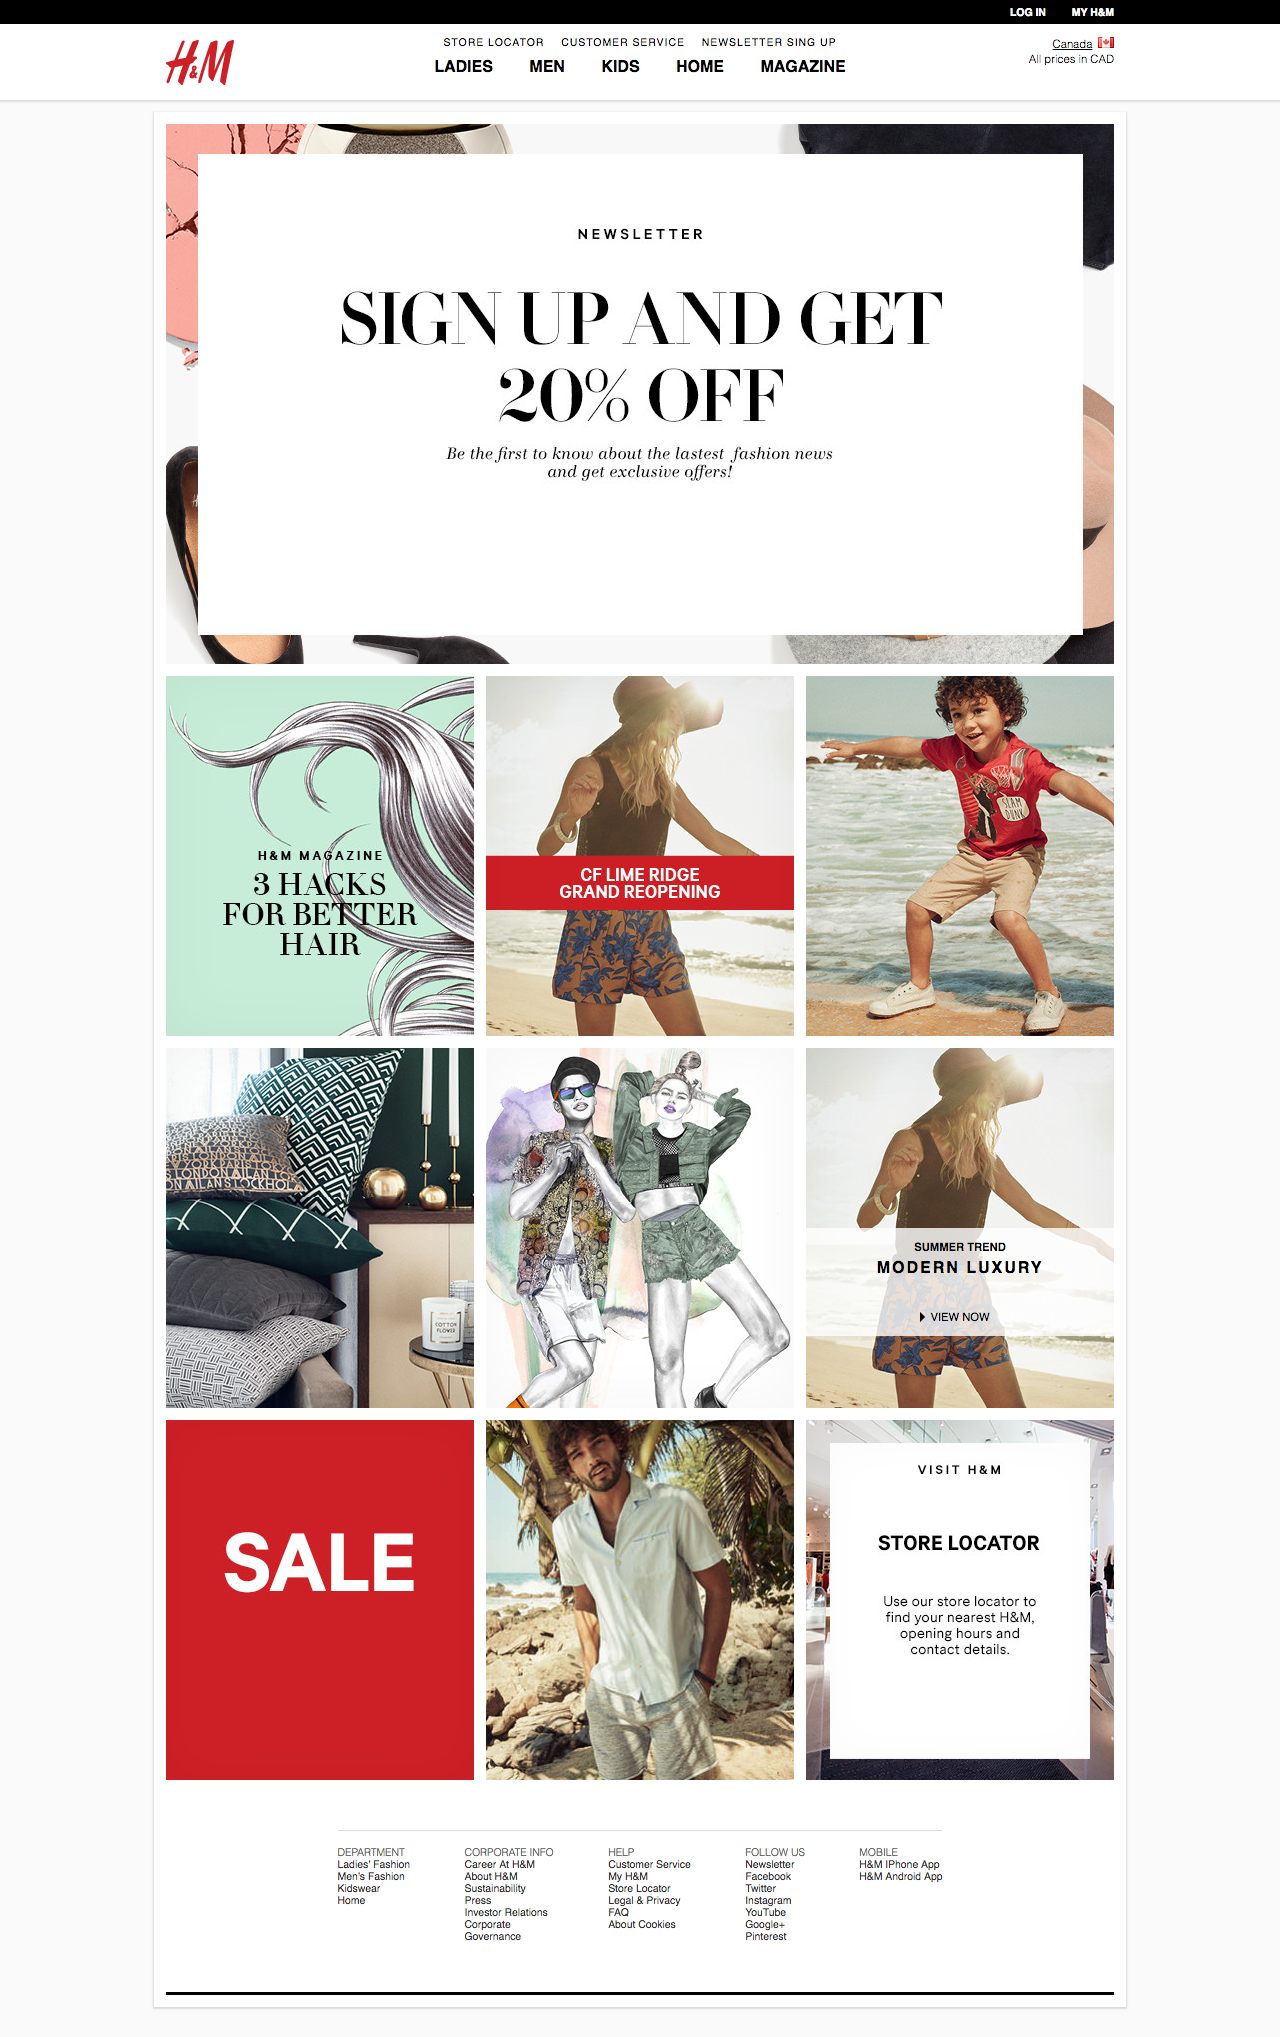 LOG IN MY H&M
H&M
STORE LOCATOR CUSTOMER SERVICE NEWSLETTER SING UP
LADIES MEN KIDS HOME MAGAZINE
Canada
All prices in CAD
NEWSLETTER
SIGN UP AND GET
20% OFF
Be the first to know about the lastest fashion news
and get exclusive offers!
H&M MAGAZINE
3 HACKS
FOR BETTER
HAIR
CF LIME RIDGE
GRAND REOPENING
SLAM
DUNK
COTTON
FLOWER
SUMMER TREND
MODERN LUXURY
VIEW NOW
SALE
VISIT H&M
STORE LOCATOR
Use our store locator to
find your nearest H&M,
opening hours and
contact details.
DEPARTMENT
Ladies' Fashion
Men's Fashion
Kidswear
Home
CORPORATE INFO
Career At H&M
About H&M
Sustainability
Press
Investor Relations
Corporate
Governance
HELP
Customer Service
My H&M
Store Locator
Legal & Privacy
FAQ
About Cookies
FOLLOW US
Newsletter
Facebook
Twitter
Instagram
YouTube
Google+
Pinterest
MOBILE
H&M IPhone App
H&M Android App